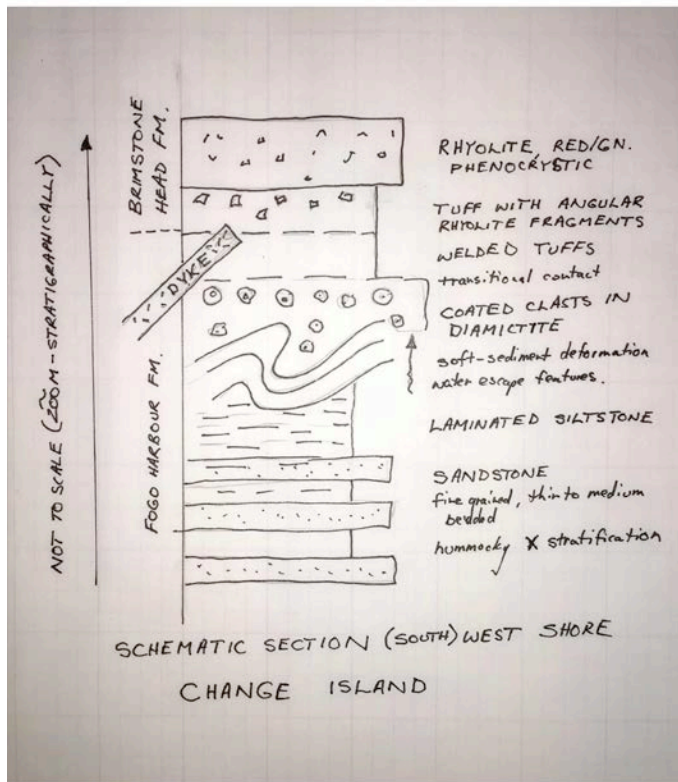 BRIMSTONE
HEAD FM.
RHYOLITE, RED/GN.
PHENOCRYSTIC
TUFF WITH ANGULAR
RHYOLITE FRAGMENTS
WELDED TUFFS
transitional contact
DYKE
COATED CLASTS IN
DIAMICTITE
soft-sediment deformation
water escape features.
LAMINATED SILTSTONE
SANDSTONE
fine grained, thin to medium
bedded
hummocky X stratification
FOGO HARBOUR FM.
NOT TO SCALE (~200M-STRATIGRAPHICALLY)
SCHEMATIC SECTION (SOUTH) WEST SHORE
CHANGE ISLAND